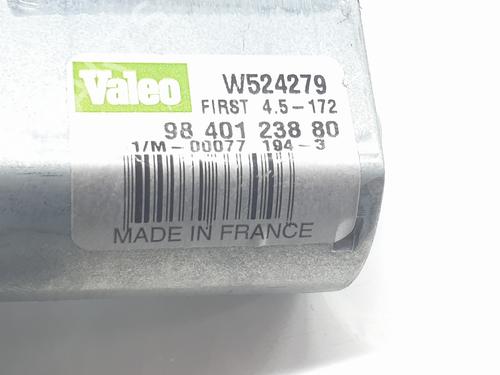 Valeo
W524279
FIRST 4.5-172
98 401 238 80
1/M-00077 194-3
MADE IN FRANCE